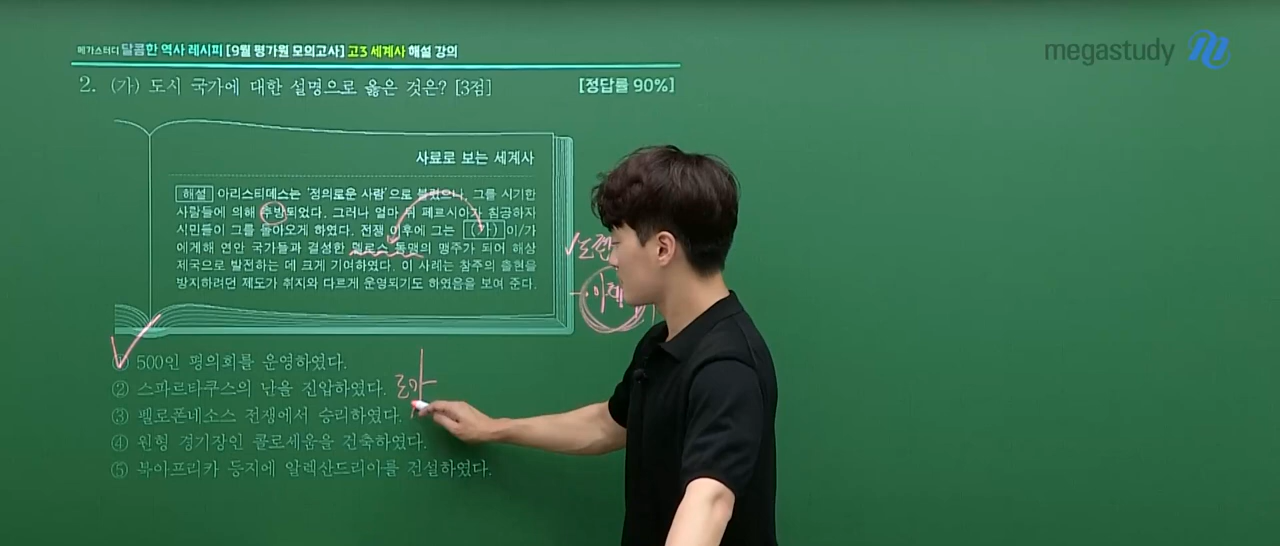 메가스터디 달콤한 역사 레시피 [9월 평가원 모의고사] 고3 세계사 해설 강의
megastudy
2. (가) 도시 국가에 대한 설명으로 옳은 것은? [3점] [정답률 90%]
사료로 보는 세계사
해설 아리스티데스는 '정의로운 사람'으로 불렸으나, 그를 시기한
사람들에 의해 추방되었다. 그러나 얼마 뒤 페르시아가 침공하자
시민들이 그를 돌아오게 하였다. 전쟁 이후에 그는 (가) 이/가
에게해 연안 국가들과 결성한 델로스 동맹의 맹주가 되어 해상
제국으로 발전하는 데 크게 기여하였다. 이 사례는 참주의 출현을
방지하려던 제도가 취지와 다르게 운영되기도 하였음을 보여 준다.
① 500인 평의회를 운영하였다.
② 스파르타쿠스의 난을 진압하였다. 로마
③ 펠로폰네소스 전쟁에서 승리하였다.
④ 원형 경기장인 콜로세움을 건축하였다.
⑤ 북아프리카 등지에 알렉산드리아를 건설하였다.